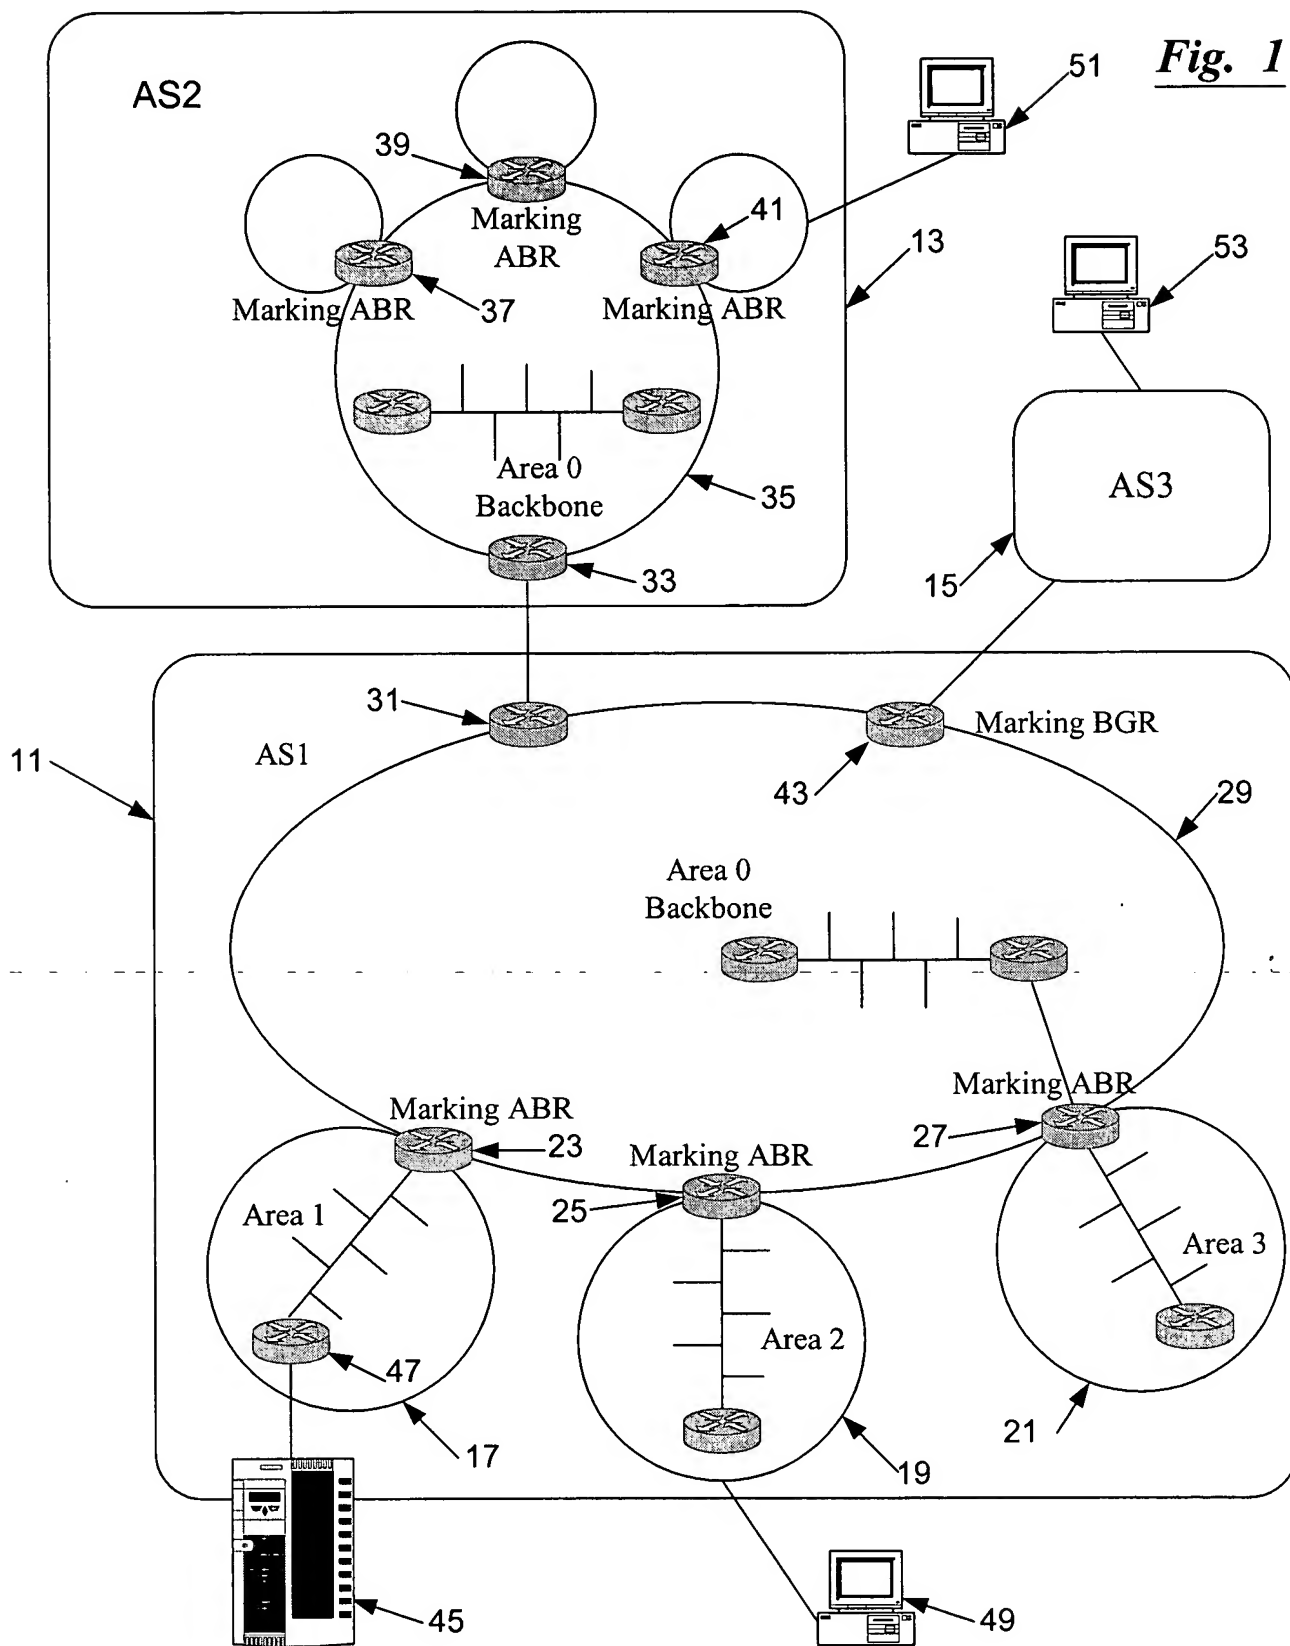 Fig. 1
51
AS2
39
Marking
ABR
41
13
53
Marking ABR
37
Marking ABR
Area 0
Backbone
35
AS3
33
15
31
Marking BGR
AS1
11
43
29
Area 0
Backbone
Marking ABR
Marking ABR
27
23
Marking ABR
25
Area 1
Area 3
Area 2
47
21
17
19
45
49